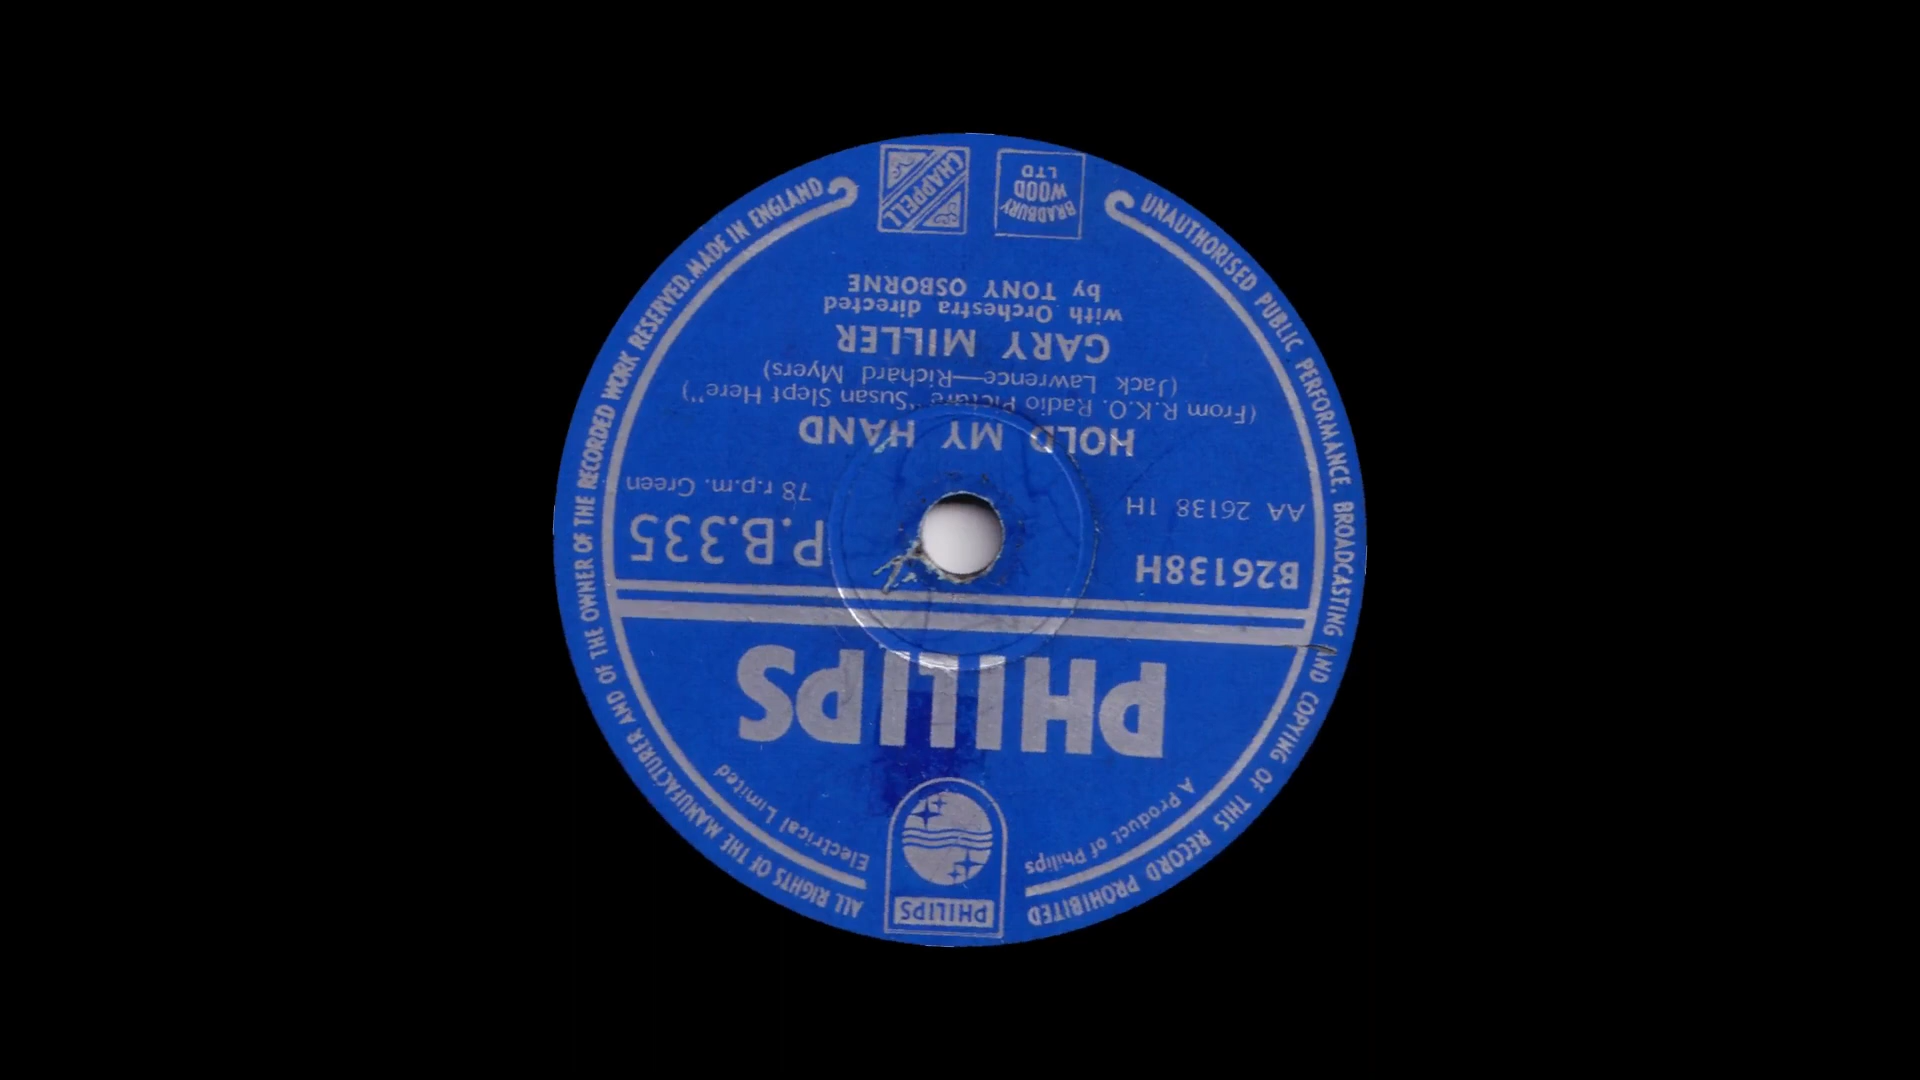 PHILIPS
A Product of Philips
Electrical Limited
PHILIPS
B26138H
P.B.335
AA 26138 1H
78 r.p.m. Green
HOLD MY HAND
(From R.K.O. Radio Picture "Susan Slept Here")
(Jack Lawrence—Richard Myers)
GARY MILLER
with Orchestra directed
by TONY OSBORNE
BRADBURY
WOOD
LTD
CHAPPELL
ALL RIGHTS OF THE MANUFACTURER AND OF THE OWNER OF THE RECORDED WORK RESERVED. MADE IN ENGLAND
UNAUTHORISED PUBLIC PERFORMANCE, BROADCASTING AND COPYING OF THIS RECORD PROHIBITED